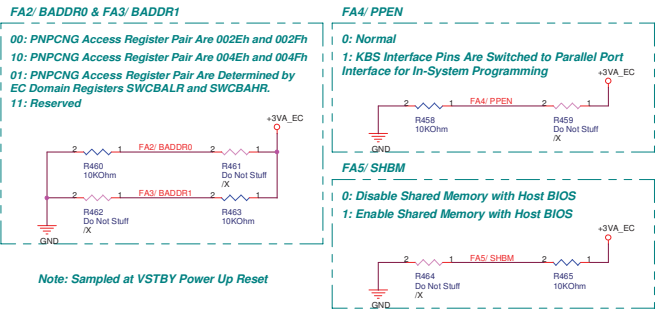 FA2/ BADDR0 & FA3/ BADDR1
00: PNPCNG Access Register Pair Are 002Eh and 002Fh
10: PNPCNG Access Register Pair Are 004Eh and 004Fh
01: PNPCNG Access Register Pair Are Determined by
EC Domain Registers SWCBALR and SWCBAHR.
11: Reserved
+3VA_EC
2 1 FA2/ BADDR0 2 1
R460
10KOhm
R461
Do Not Stuff
/X
2 1 FA3/ BADDR1 2 1
R462
Do Not Stuff
/X
R463
10KOhm
GND
Note: Sampled at VSTBY Power Up Reset
FA4/ PPEN
0: Normal
1: KBS Interface Pins Are Switched to Parallel Port
Interface for In-System Programming
+3VA_EC
2 1 FA4/ PPEN 2 1
R458
10KOhm
R459
Do Not Stuff
/X
GND
FA5/ SHBM
0: Disable Shared Memory with Host BIOS
1: Enable Shared Memory with Host BIOS
+3VA_EC
2 1 FA5/ SHBM 2 1
R464
Do Not Stuff
/X
R465
10KOhm
GND